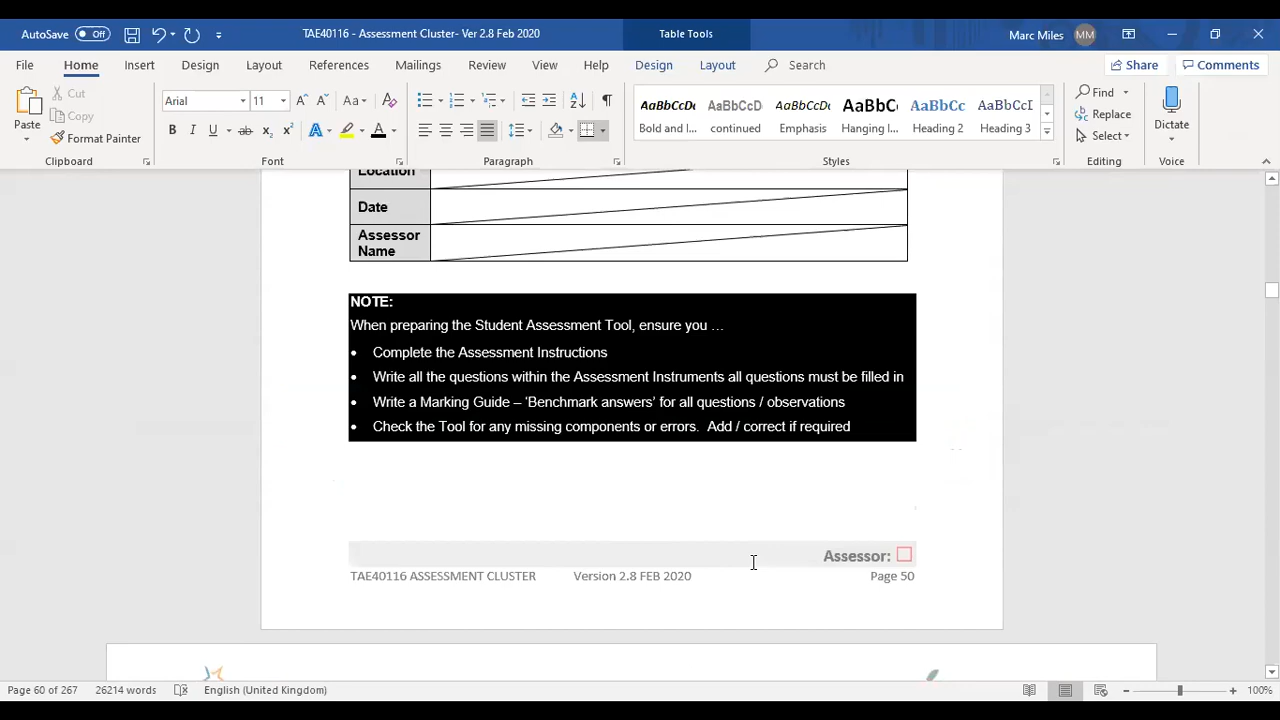 AutoSave Off TAE40116 - Assessment Cluster- Ver 2.8 Feb 2020 Table Tools Marc Miles MM
File Home Insert Design Layout References Mailings Review View Help Design Layout Search Share Comments
Paste Cut Copy Format Painter Clipboard
Arial 11 Aa B I U ab x₂ x² A A Font
Paragraph
AaBbCcDc AaBbCcDc AaBbCcDc AaBbC AaBbCc AaBbCcI
Bold and I... continued Emphasis Hanging I... Heading 2 Heading 3
Styles
Find Replace Select Editing
Dictate Voice
Location
Date
Assessor
Name
NOTE:
When preparing the Student Assessment Tool, ensure you …
• Complete the Assessment Instructions
• Write all the questions within the Assessment Instruments all questions must be filled in
• Write a Marking Guide – ‘Benchmark answers’ for all questions / observations
• Check the Tool for any missing components or errors.  Add / correct if required
Assessor:
TAE40116 ASSESSMENT CLUSTER Version 2.8 FEB 2020 Page 50
Page 60 of 267 26214 words English (United Kingdom) 100%